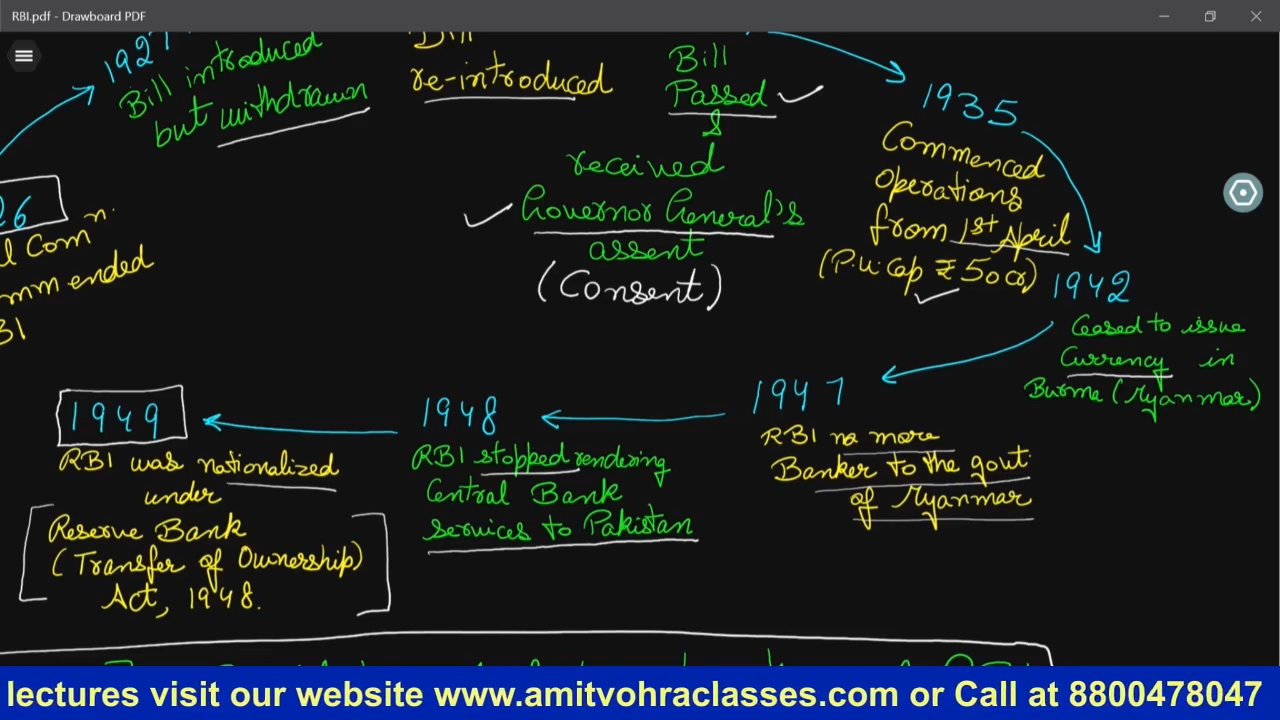 RBI.pdf - Drawboard PDF
1927
Bill introduced
but withdrawn
Bill
re-introduced
Bill
Passed
&
received
Governor General's
assent
(Consent)
1935
Commenced
operations
from 1st April
(P.U.Cap ₹50cr)
1942
Ceased to issue
Currency in
Burma (Myanmar)
1947
RBI no more
Banker to the govt
of Myanmar
1948
RBI stopped rendering
Central Bank
services to Pakistan
1949
RBI was nationalized
under
Reserve Bank
(Transfer of Ownership)
Act, 1948.
26
l Com n.
mmended
BI
lectures visit our website www.amitvohraclasses.com or Call at 8800478047